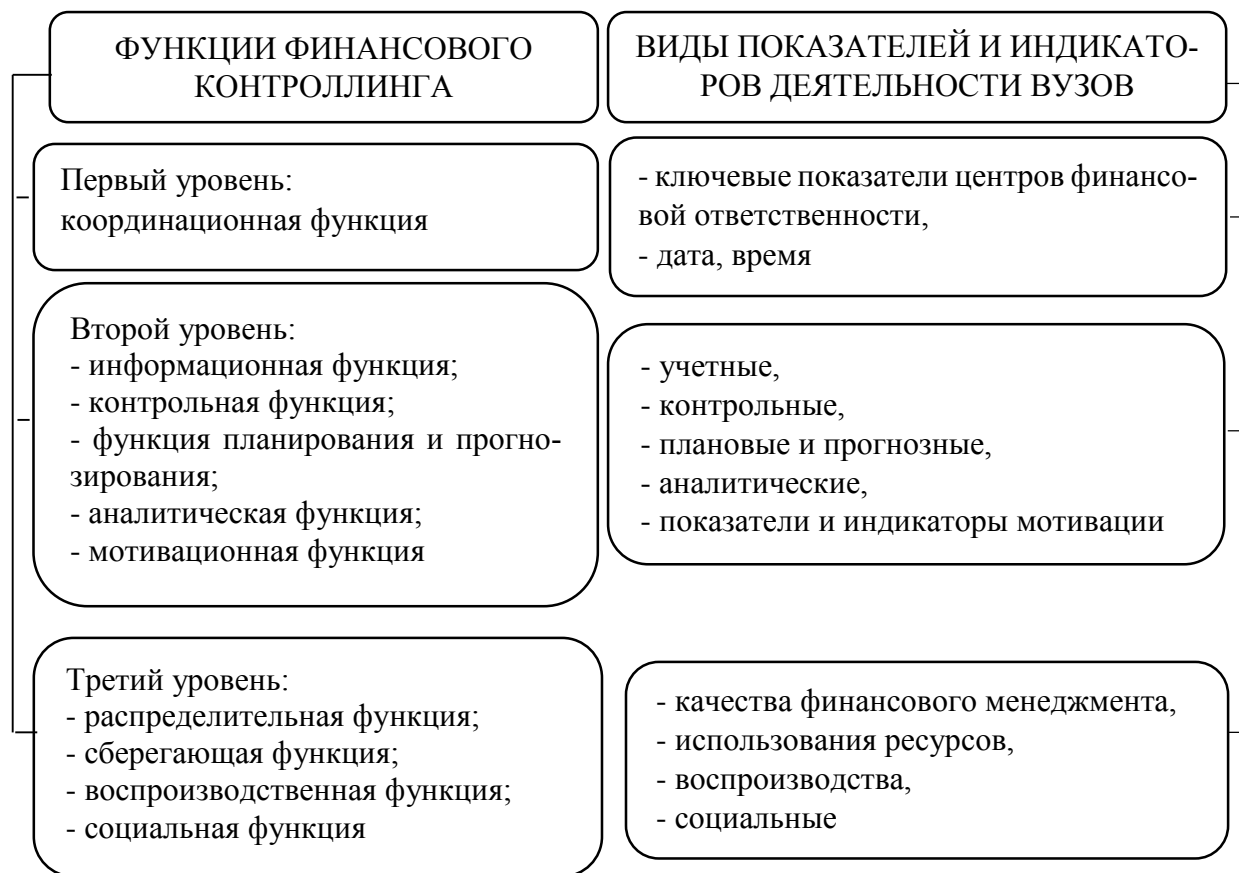 ФУНКЦИИ ФИНАНСОВОГО
КОНТРОЛЛИНГА
ВИДЫ ПОКАЗАТЕЛЕЙ И ИНДИКАТО-
РОВ ДЕЯТЕЛЬНОСТИ ВУЗОВ
Первый уровень:
координационная функция
- ключевые показатели центров финансо-
вой ответственности,
- дата, время
Второй уровень:
- информационная функция;
- контрольная функция;
- функция планирования и прогно-
зирования;
- аналитическая функция;
- мотивационная функция
- учетные,
- контрольные,
- плановые и прогнозные,
- аналитические,
- показатели и индикаторы мотивации
Третий уровень:
- распределительная функция;
- сберегающая функция;
- воспроизводственная функция;
- социальная функция
- качества финансового менеджмента,
- использования ресурсов,
- воспроизводства,
- социальные